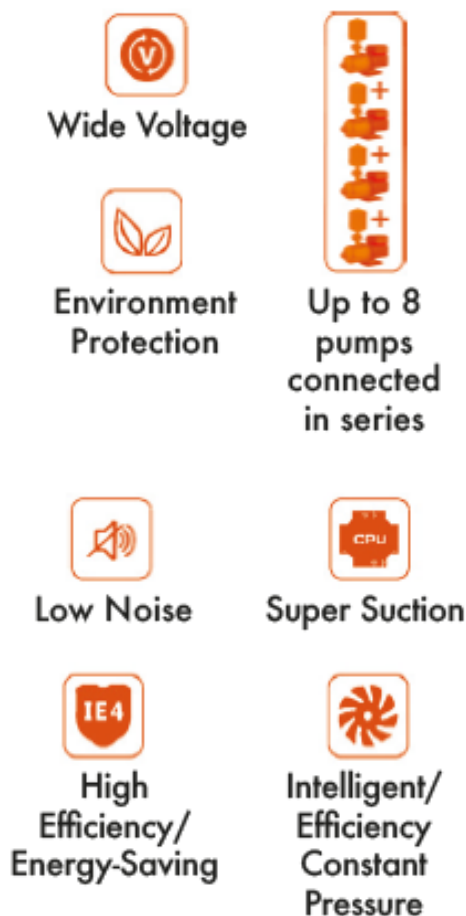 V
Wide Voltage
+
+
+
+
Up to 8
pumps
connected
in series
Environment
Protection
Low Noise
CPU
Super Suction
IE4
High
Efficiency/
Energy-Saving
Intelligent/
Efficiency
Constant
Pressure